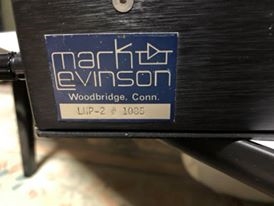 mark
Levinson
Woodbridge, Conn.
LNP-2 # 1085